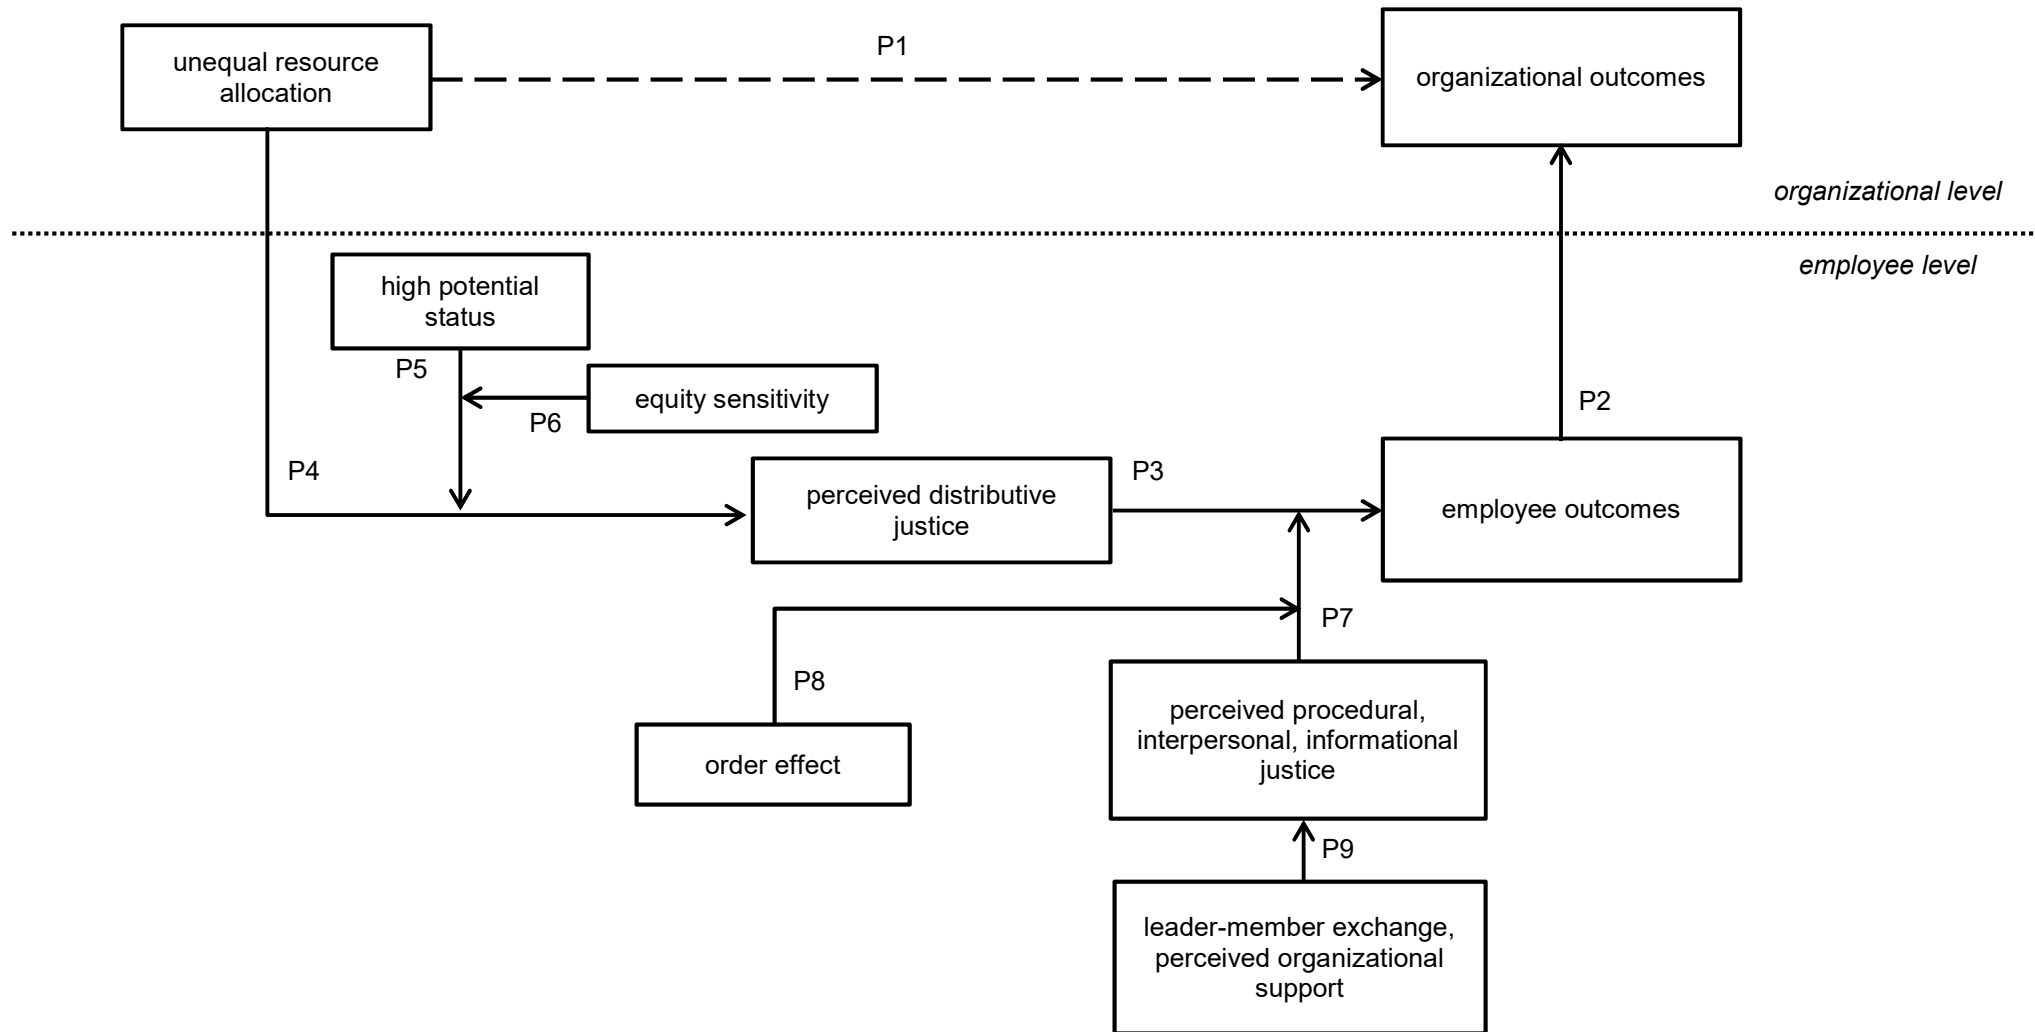 unequal resource
allocation
P1
organizational outcomes
organizational level
employee level
high potential
status
P5
equity sensitivity
P6
P2
P4
perceived distributive
justice
P3
employee outcomes
P7
P8
order effect
perceived procedural,
interpersonal, informational
justice
P9
leader-member exchange,
perceived organizational
support